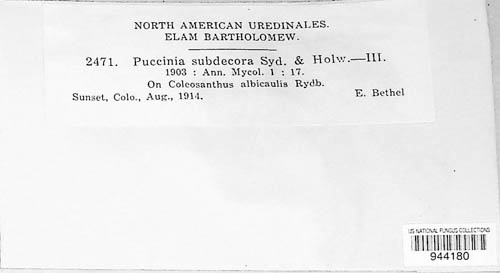 NORTH AMERICAN UREDINALES.
ELAM BARTHOLOMEW.
2471. Puccinia subdecora Syd. & Holw.—III.
1903 : Ann. Mycol. 1 : 17.
On Coleosanthus albicaulis Rydb.
Sunset, Colo., Aug., 1914. E. Bethel
US NATIONAL FUNGUS COLLECTIONS
944180